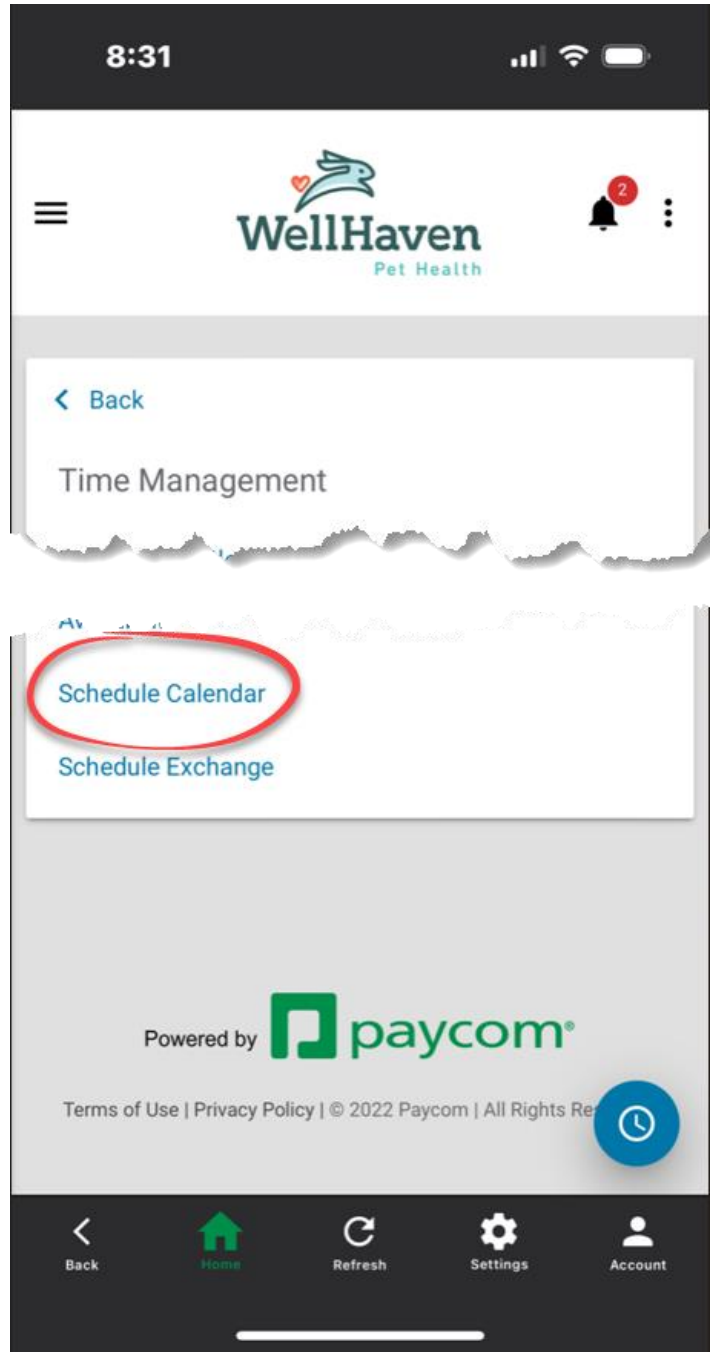 8:31
2
WellHaven
Pet Health
Back
Time Management
Schedule Calendar
Schedule Exchange
Powered by paycom®
Terms of Use | Privacy Policy | © 2022 Paycom | All Rights
Back Home Refresh Settings Account